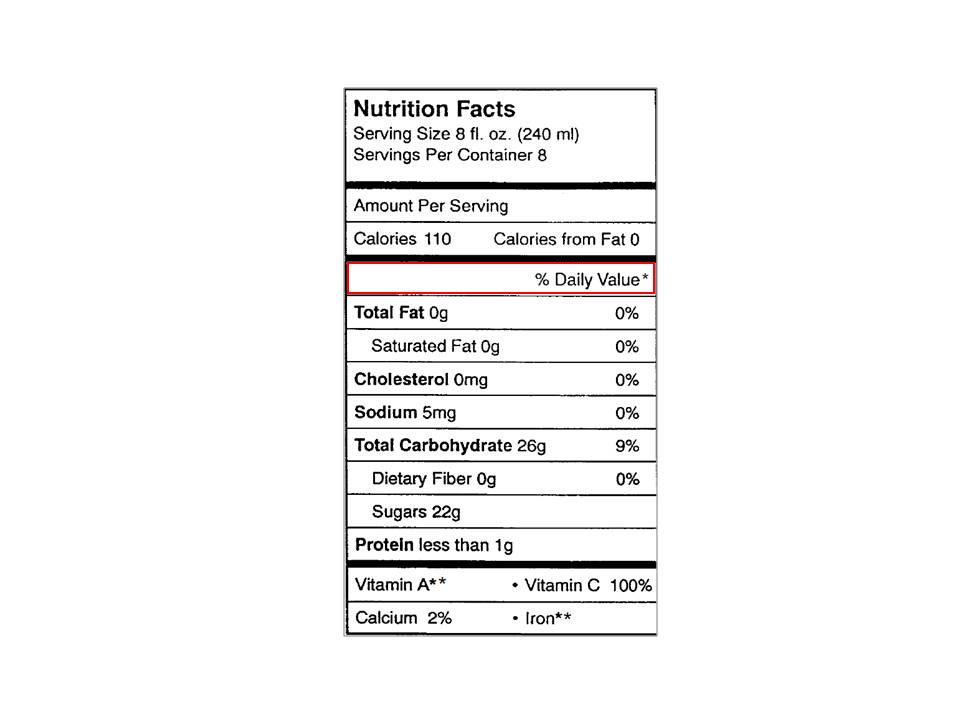 Nutrition Facts
Serving Size 8 fl. oz. (240 ml)
Servings Per Container 8
Amount Per Serving
Calories 110 Calories from Fat 0
% Daily Value*
Total Fat 0g 0%
Saturated Fat 0g 0%
Cholesterol 0mg 0%
Sodium 5mg 0%
Total Carbohydrate 26g 9%
Dietary Fiber 0g 0%
Sugars 22g
Protein less than 1g
Vitamin A** • Vitamin C 100%
Calcium 2% • Iron**